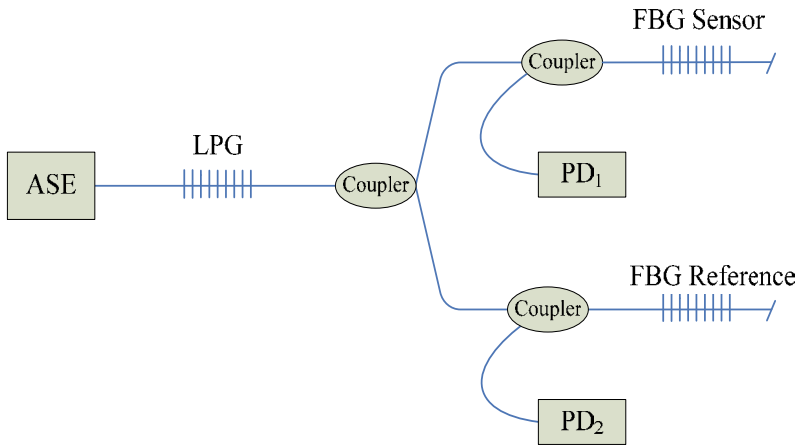 FBG Sensor
Coupler
LPG
ASE
Coupler
PD₁
FBG Reference
Coupler
PD₂